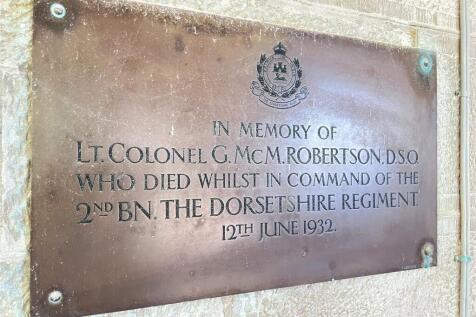 IN MEMORY OF
LT. COLONEL G. MCM. ROBERTSON. D.S.O.
WHO DIED WHILST IN COMMAND OF THE
2ND BN. THE DORSETSHIRE REGIMENT.
12TH JUNE 1932.